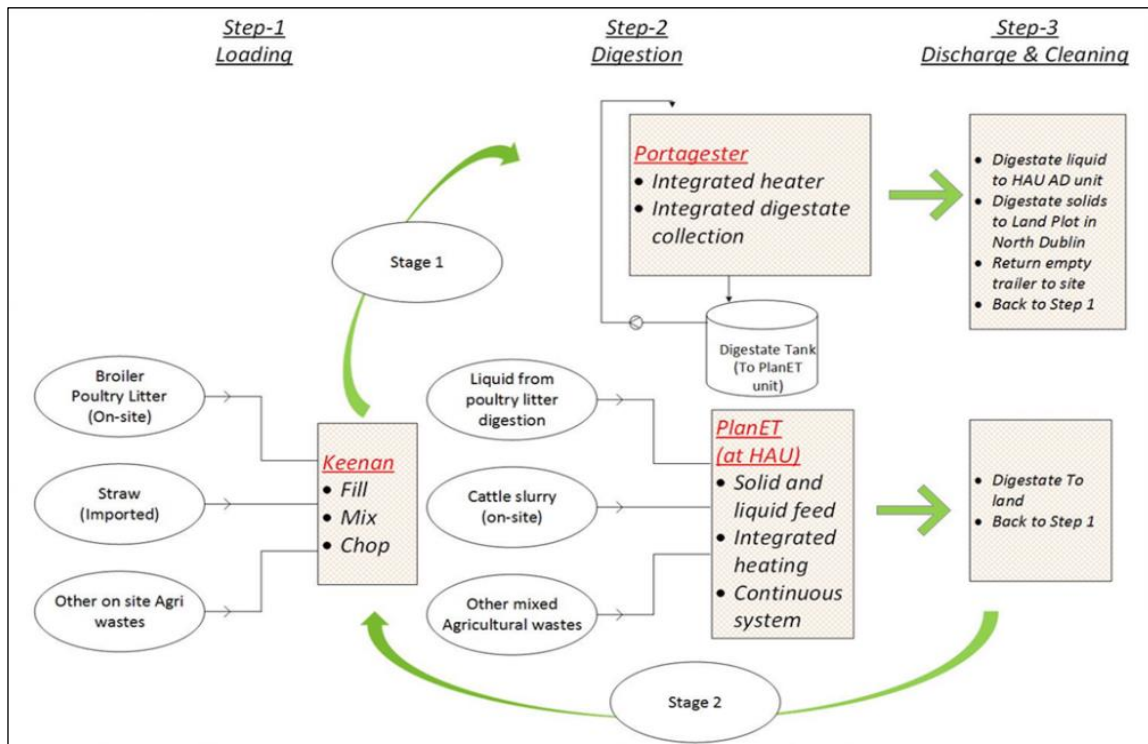 Step-1
Loading
Step-2
Digestion
Step-3
Discharge & Cleaning
Stage 1
Broiler
Poultry Litter
(On-site)
Straw
(Imported)
Other on site Agri
wastes
Keenan
• Fill
• Mix
• Chop
Portagester
• Integrated heater
• Integrated digestate
collection
Digestate Tank
(To PlanET
unit)
Liquid from
poultry litter
digestion
Cattle slurry
(on-site)
Other mixed
Agricultural wastes
PlanET
(at HAU)
• Solid and
liquid feed
• Integrated
heating
• Continuous
system
• Digestate liquid
to HAU AD unit
• Digestate solids
to Land Plot in
North Dublin
• Return empty
trailer to site
• Back to Step 1
• Digestate To
land
• Back to Step 1
Stage 2